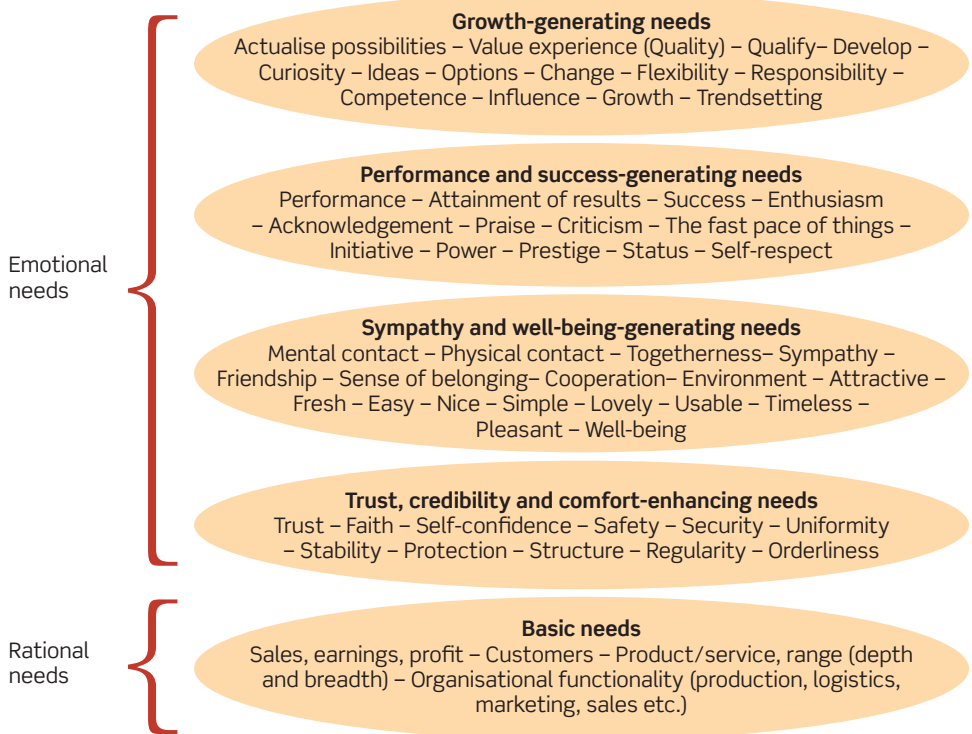 Growth-generating needs
Actualise possibilities – Value experience (Quality) – Qualify– Develop –
Curiosity – Ideas – Options – Change – Flexibility – Responsibility –
Competence – Influence – Growth – Trendsetting
Performance and success-generating needs
Performance – Attainment of results – Success – Enthusiasm
– Acknowledgement – Praise – Criticism – The fast pace of things –
Initiative – Power – Prestige – Status – Self-respect
Emotional
needs
Sympathy and well-being-generating needs
Mental contact – Physical contact – Togetherness– Sympathy –
Friendship – Sense of belonging– Cooperation– Environment – Attractive –
Fresh – Easy – Nice – Simple – Lovely – Usable – Timeless –
Pleasant – Well-being
Trust, credibility and comfort-enhancing needs
Trust – Faith – Self-confidence – Safety – Security – Uniformity
– Stability – Protection – Structure – Regularity – Orderliness
Rational
needs
Basic needs
Sales, earnings, profit – Customers – Product/service, range (depth
and breadth) – Organisational functionality (production, logistics,
marketing, sales etc.)